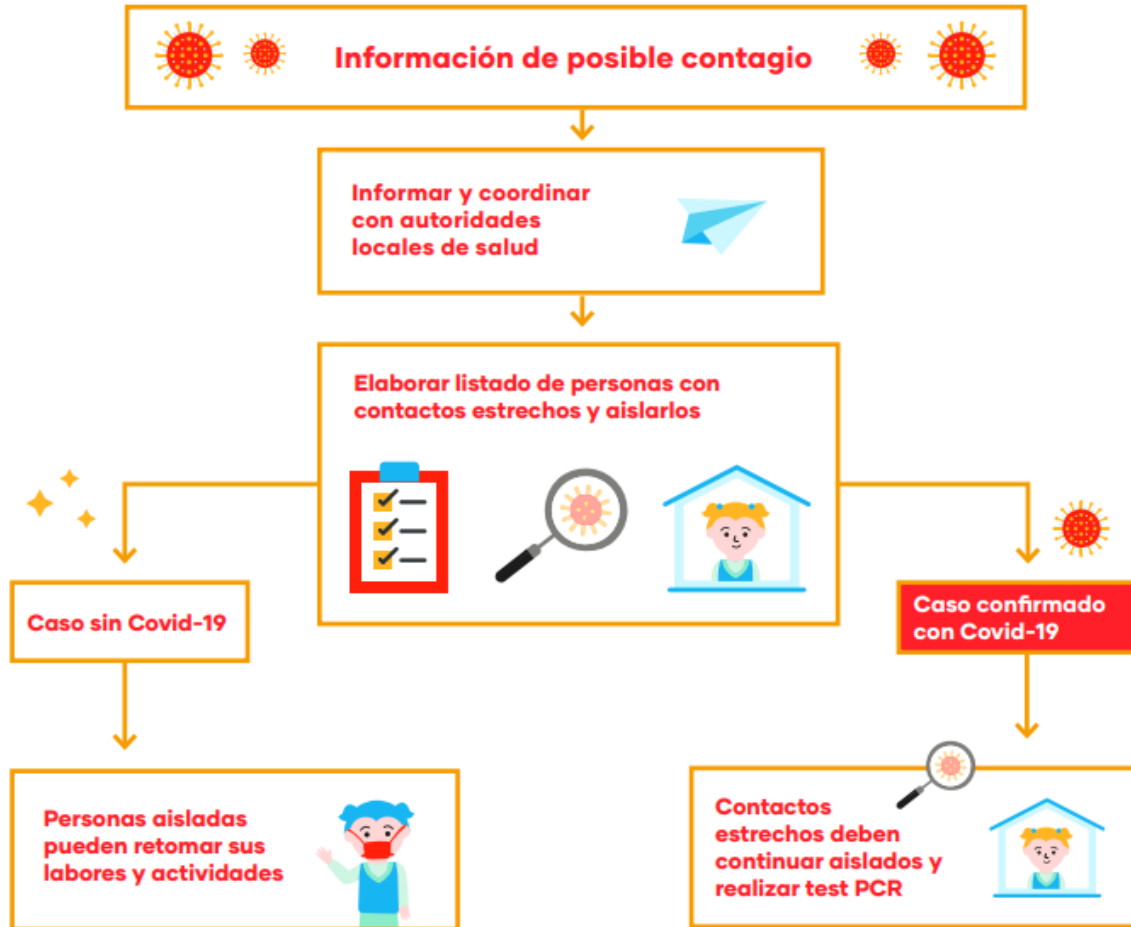 Información de posible contagio
Informar y coordinar
con autoridades
locales de salud
Elaborar listado de personas con
contactos estrechos y aislarlos
Caso sin Covid-19
Caso confirmado
con Covid-19
Personas aisladas
pueden retomar sus
labores y actividades
Contactos
estrechos deben
continuar aislados y
realizar test PCR